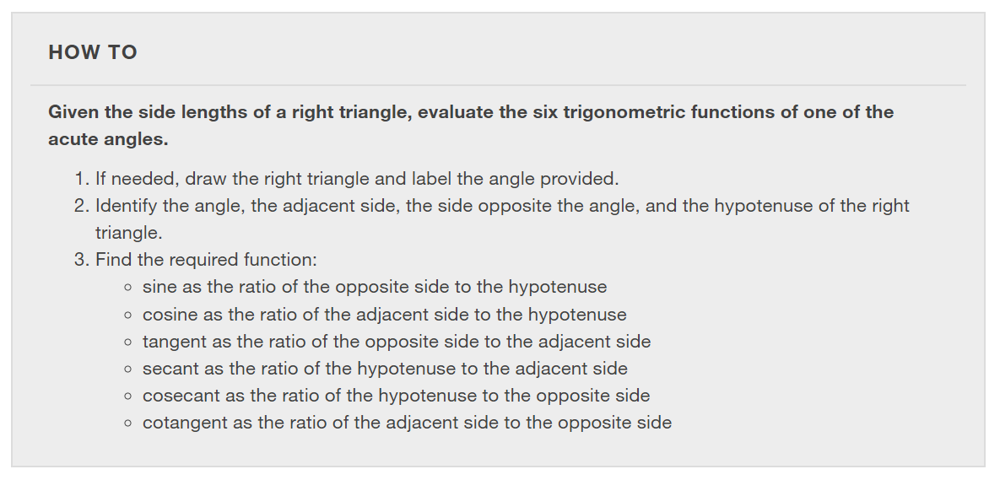 HOW TO
Given the side lengths of a right triangle, evaluate the six trigonometric functions of one of the
acute angles.
1. If needed, draw the right triangle and label the angle provided.
2. Identify the angle, the adjacent side, the side opposite the angle, and the hypotenuse of the right
triangle.
3. Find the required function:
◦ sine as the ratio of the opposite side to the hypotenuse
◦ cosine as the ratio of the adjacent side to the hypotenuse
◦ tangent as the ratio of the opposite side to the adjacent side
◦ secant as the ratio of the hypotenuse to the adjacent side
◦ cosecant as the ratio of the hypotenuse to the opposite side
◦ cotangent as the ratio of the adjacent side to the opposite side